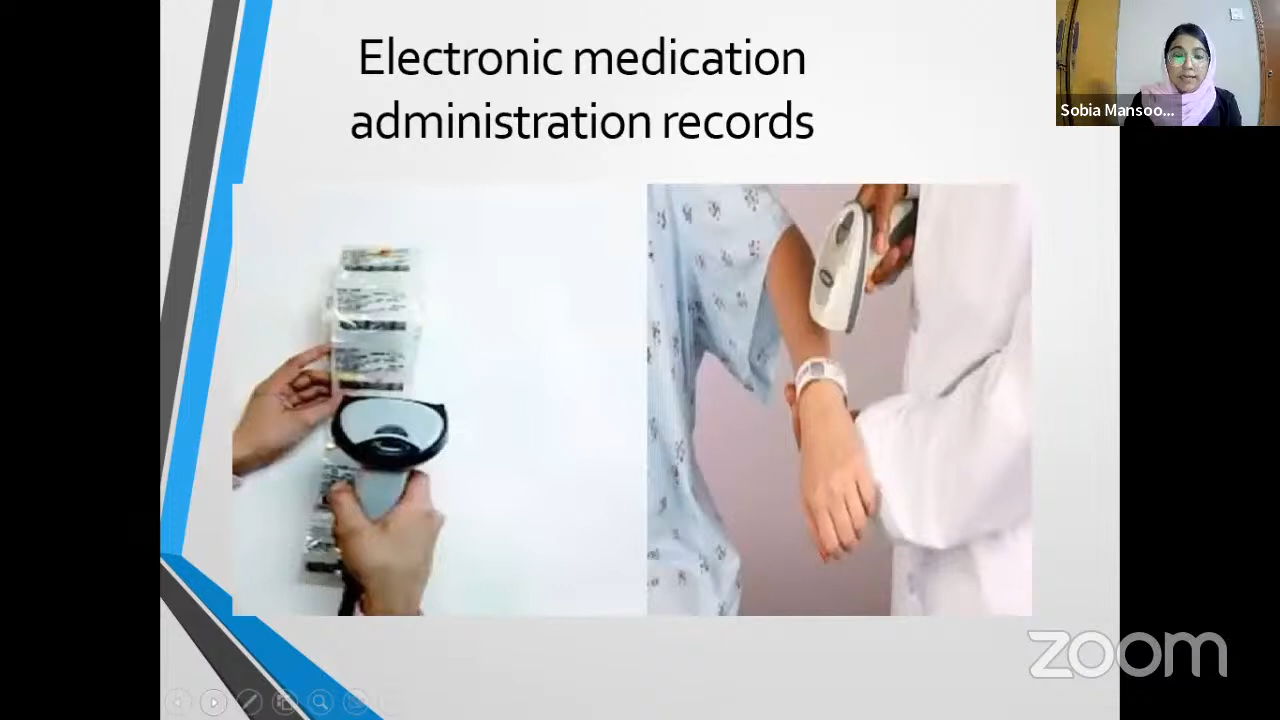 Electronic medication
administration records
Sobia Mansoo...
zoom